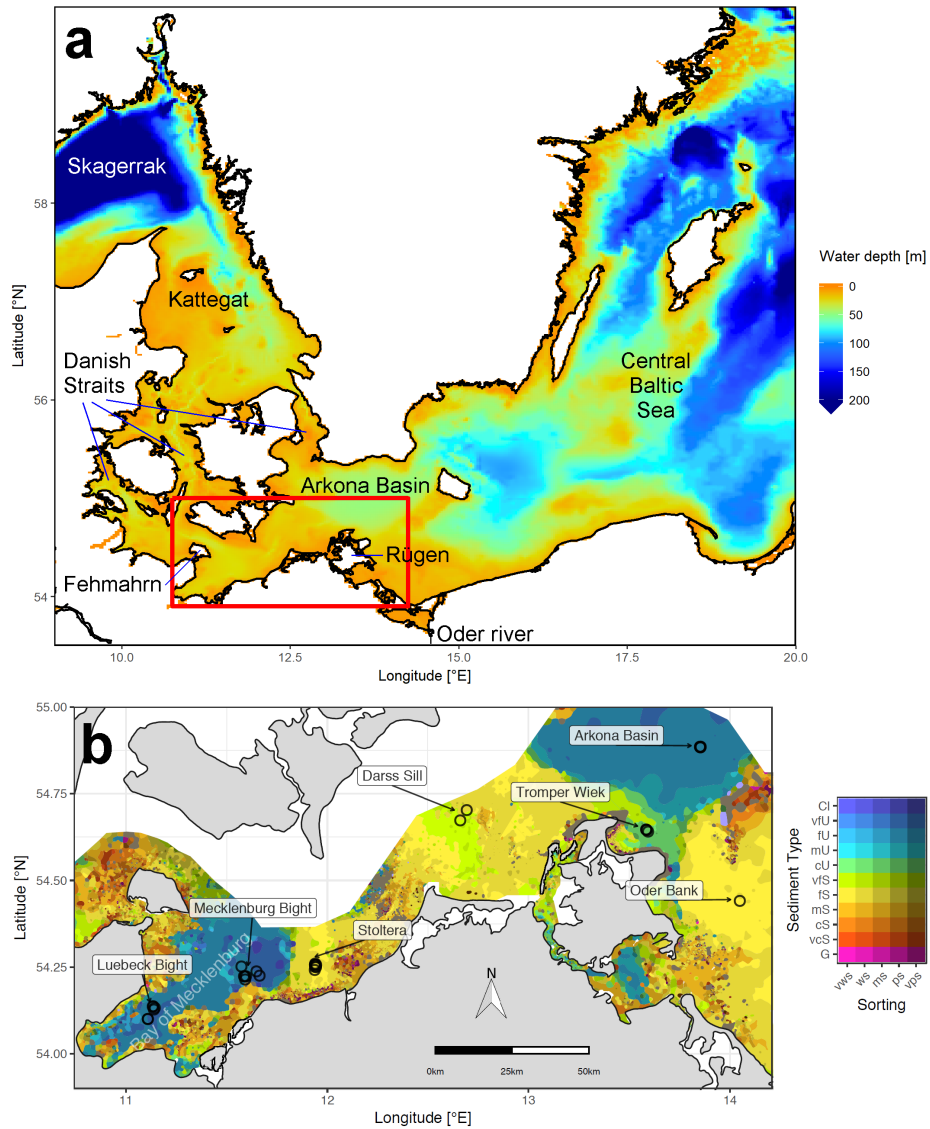 a
Skagerrak
Kattegat
Danish
Straits
Central
Baltic
Sea
Arkona Basin
Rügen
Fehmahrn
Oder river
58
56
54
Latitude [°N]
10.0
12.5
15.0
17.5
20.0
Longitude [°E]
Water depth [m]
0
50
100
150
200
b
Arkona Basin
Darss Sill
Tromper Wiek
Oder Bank
Mecklenburg Bight
Stoltera
Luebeck Bight
Bay of Mecklenburg
N
0km
25km
50km
55.00
54.75
54.50
54.25
54.00
Latitude [°N]
11
12
13
14
Longitude [°E]
Sediment Type
Cl
vfU
fU
mU
cU
vfS
fS
mS
cS
vcS
G
vws
ws
ms
ps
vps
Sorting